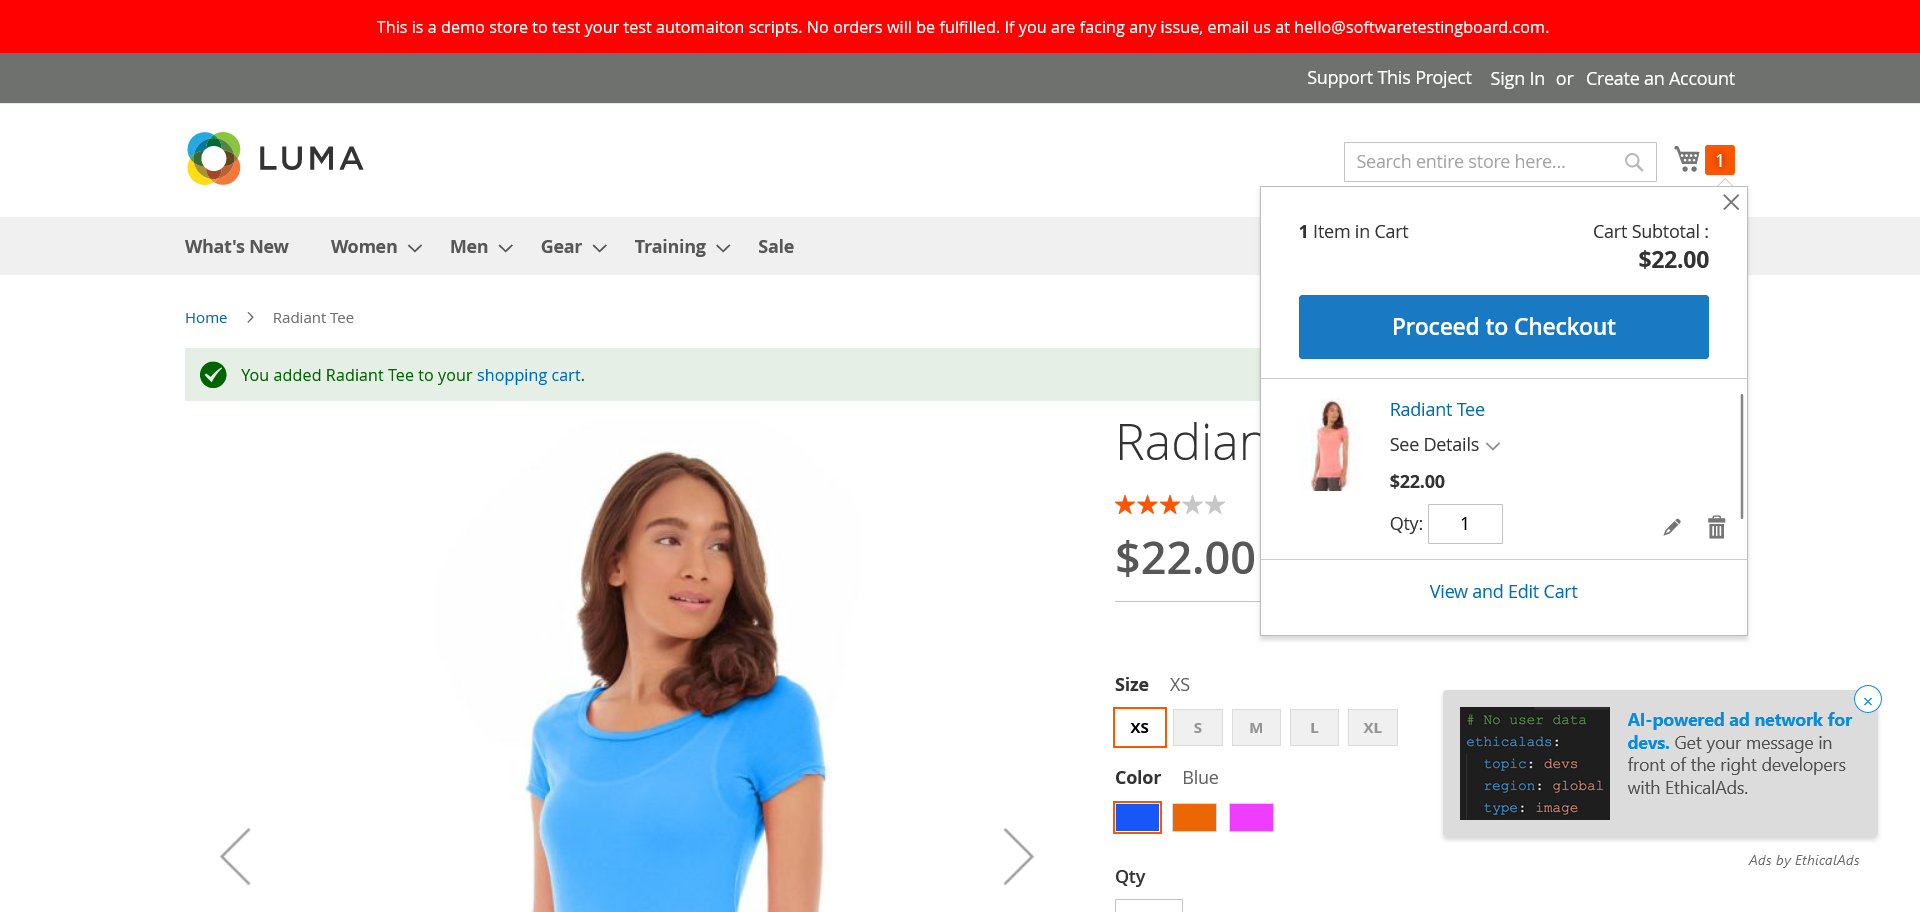 This is a demo store to test your test automaiton scripts. No orders will be fulfilled. If you are facing any issue, email us at hello@softwaretestingboard.com.
Support This Project Sign In or Create an Account
LUMA
Search entire store here...
1
What's New Women Men Gear Training Sale
1 Item in Cart
Cart Subtotal :
$22.00
Proceed to Checkout
Radiant Tee
See Details
$22.00
Qty: 1
View and Edit Cart
Home Radiant Tee
You added Radiant Tee to your shopping cart.
Radian
$22.00
Size XS
XS S M L XL
Color Blue
Qty
# No user data
ethicalads:
topic: devs
region: global
type: image
AI-powered ad network for
devs. Get your message in
front of the right developers
with EthicalAds.
Ads by EthicalAds